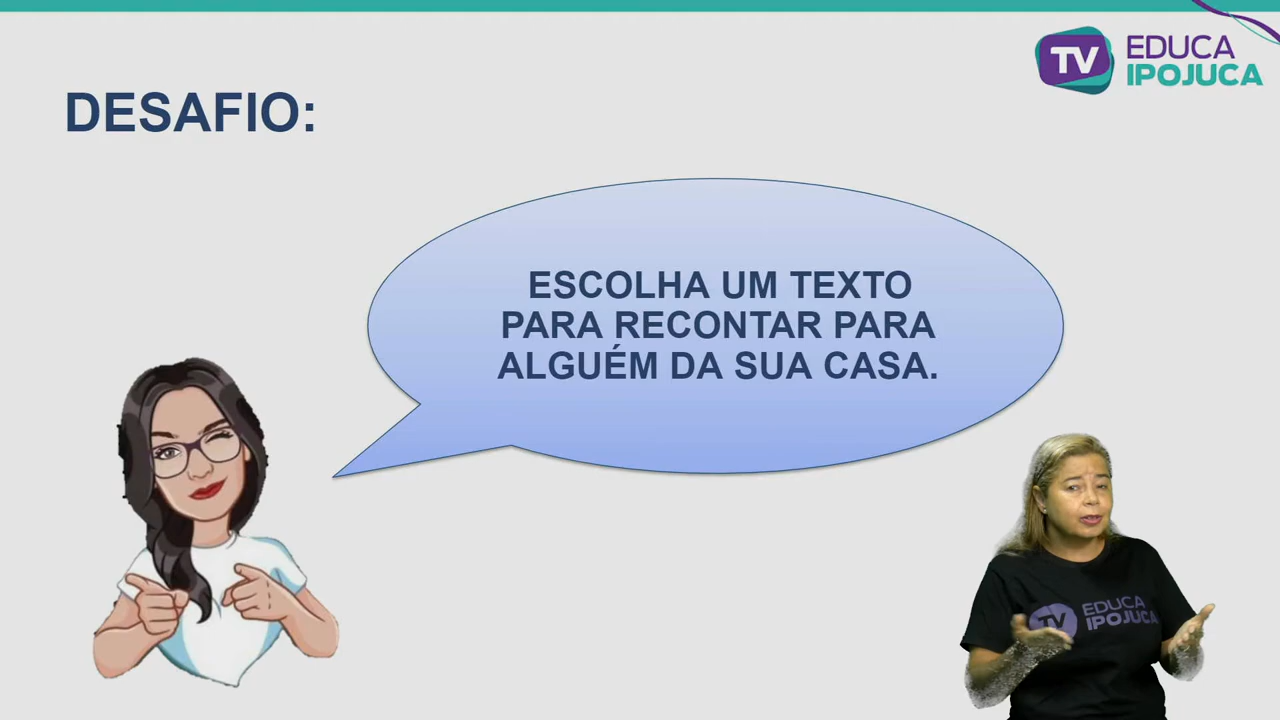 TV EDUCA
IPOJUCA
DESAFIO:
ESCOLHA UM TEXTO
PARA RECONTAR PARA
ALGUÉM DA SUA CASA.
TV EDUCA
IPOJUCA